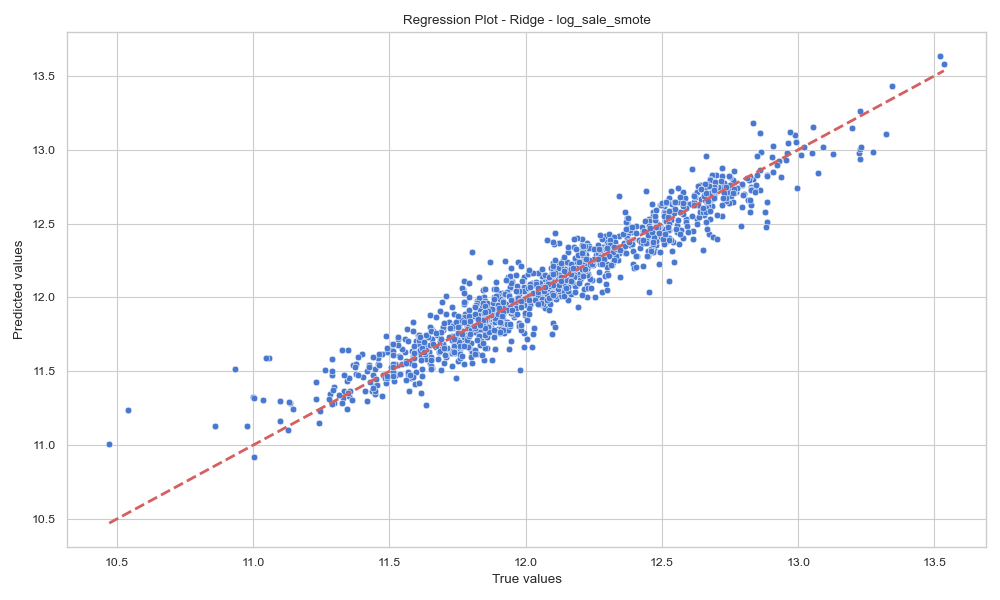 Regression Plot - Ridge - log_sale_smote
Predicted values
13.5
13.0
12.5
12.0
11.5
11.0
10.5
10.5 11.0 11.5 12.0 12.5 13.0 13.5
True values